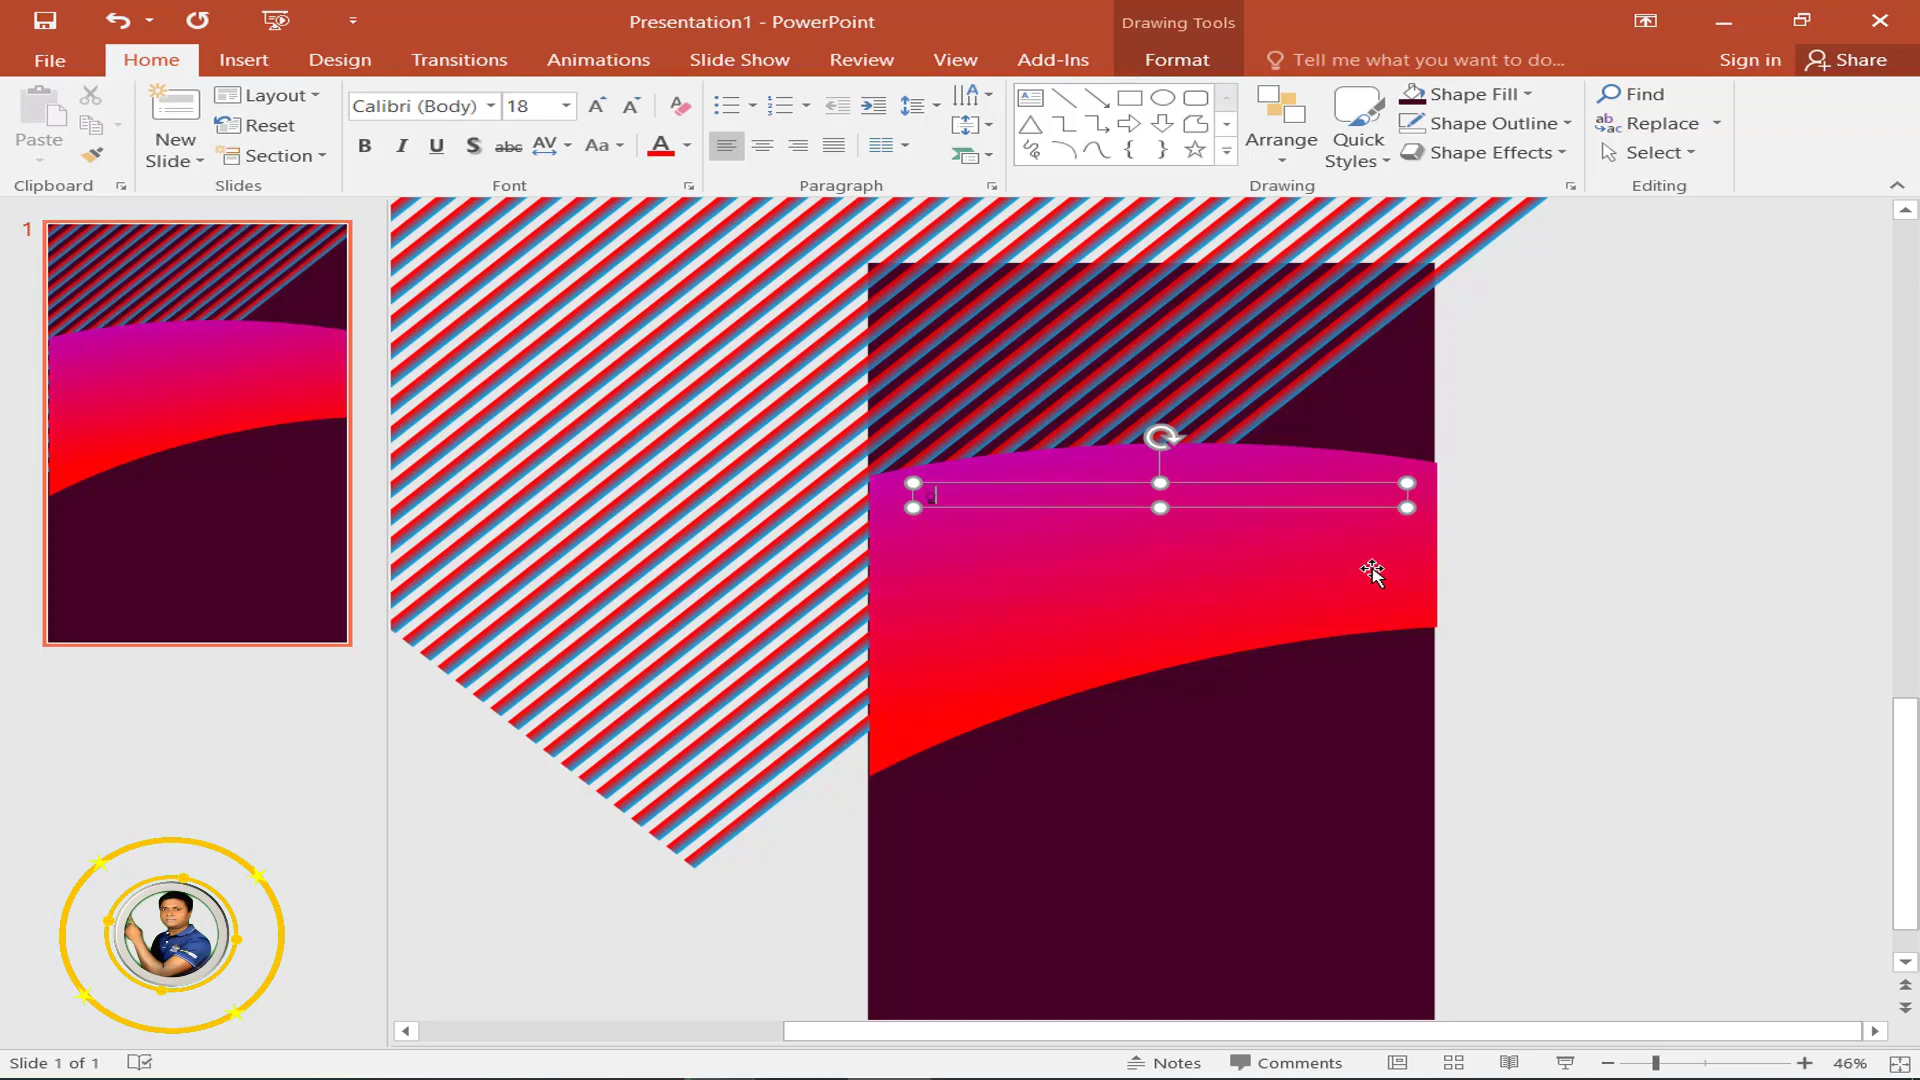 Presentation1 - PowerPoint
Drawing Tools
File
Home
Insert
Design
Transitions
Animations
Slide Show
Review
View
Add-Ins
Format
Tell me what you want to do...
Sign in
Share
Paste
Clipboard
New
Slide
Layout
Reset
Section
Slides
Calibri (Body)
18
B
I
U
S
abc
AV
Aa
A
Font
Paragraph
Arrange
Quick
Styles
Shape Fill
Shape Outline
Shape Effects
Drawing
Find
Replace
Select
Editing
1
Slide 1 of 1
Notes
Comments
46%